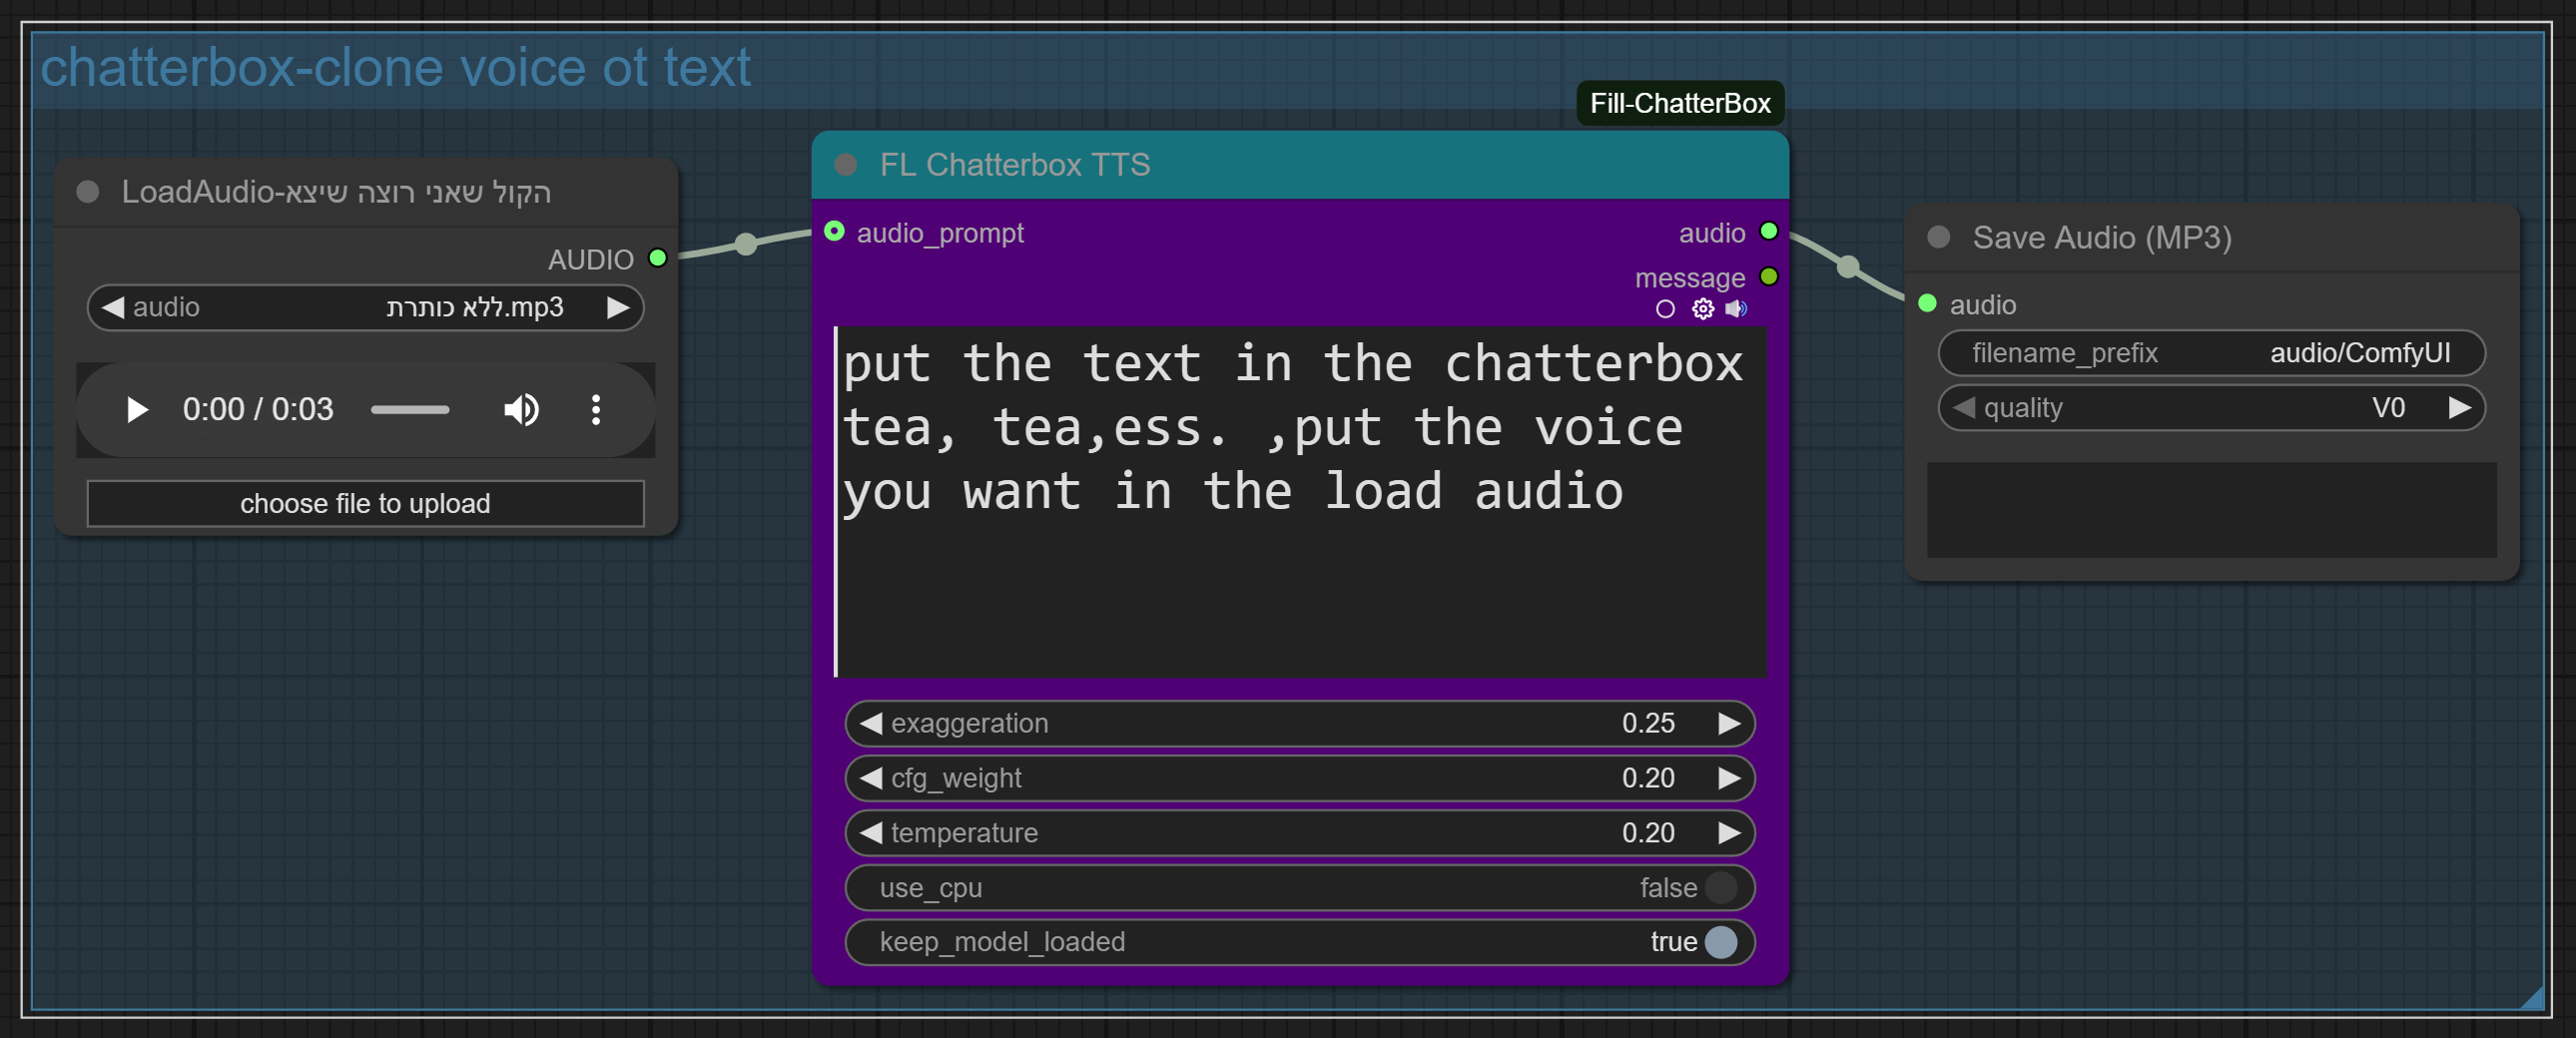 chatterbox-clone voice ot text
Fill-ChatterBox
LoadAudio-הקול שאני רוצה שיצא
AUDIO
audio ללא כותרת.mp3
0:00 / 0:03
choose file to upload
FL Chatterbox TTS
audio_prompt audio
message
put the text in the chatterbox
tea, tea,ess. ,put the voice
you want in the load audio
exaggeration 0.25
cfg_weight 0.20
temperature 0.20
use_cpu false
keep_model_loaded true
Save Audio (MP3)
audio
filename_prefix audio/ComfyUI
quality V0